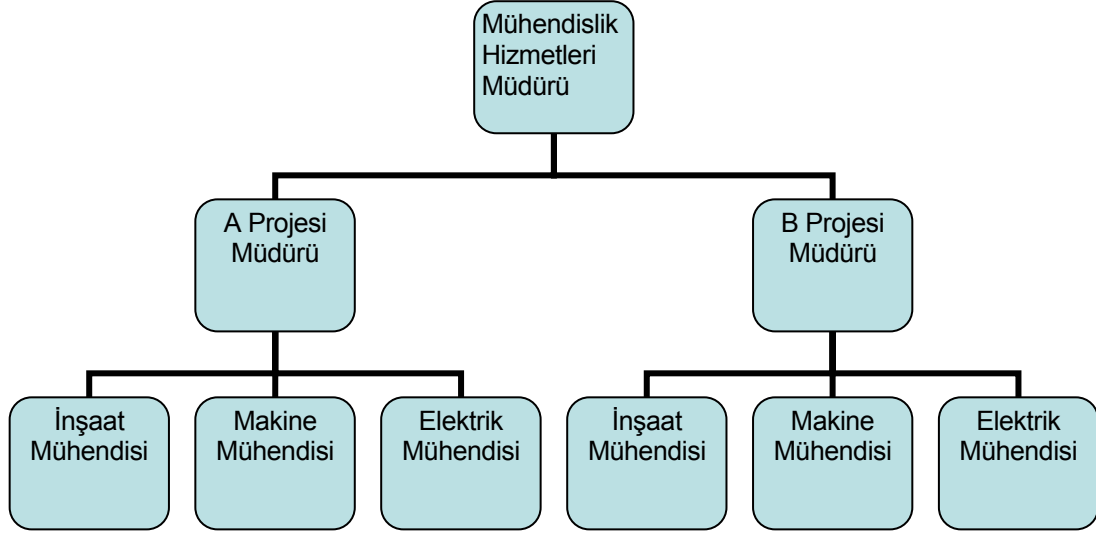 Mühendislik
Hizmetleri
Müdürü
A Projesi
Müdürü
B Projesi
Müdürü
İnşaat
Mühendisi
Makine
Mühendisi
Elektrik
Mühendisi
İnşaat
Mühendisi
Makine
Mühendisi
Elektrik
Mühendisi